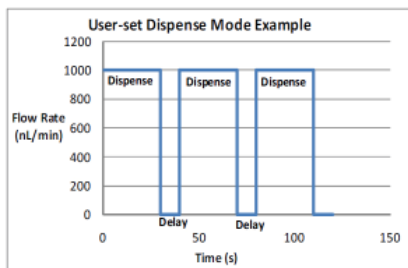 User-set Dispense Mode Example
1200
1000
Dispense Dispense Dispense
800
Flow Rate
(nL/min)
600
400
200
0
Delay Delay
0 50 100 150
Time (s)